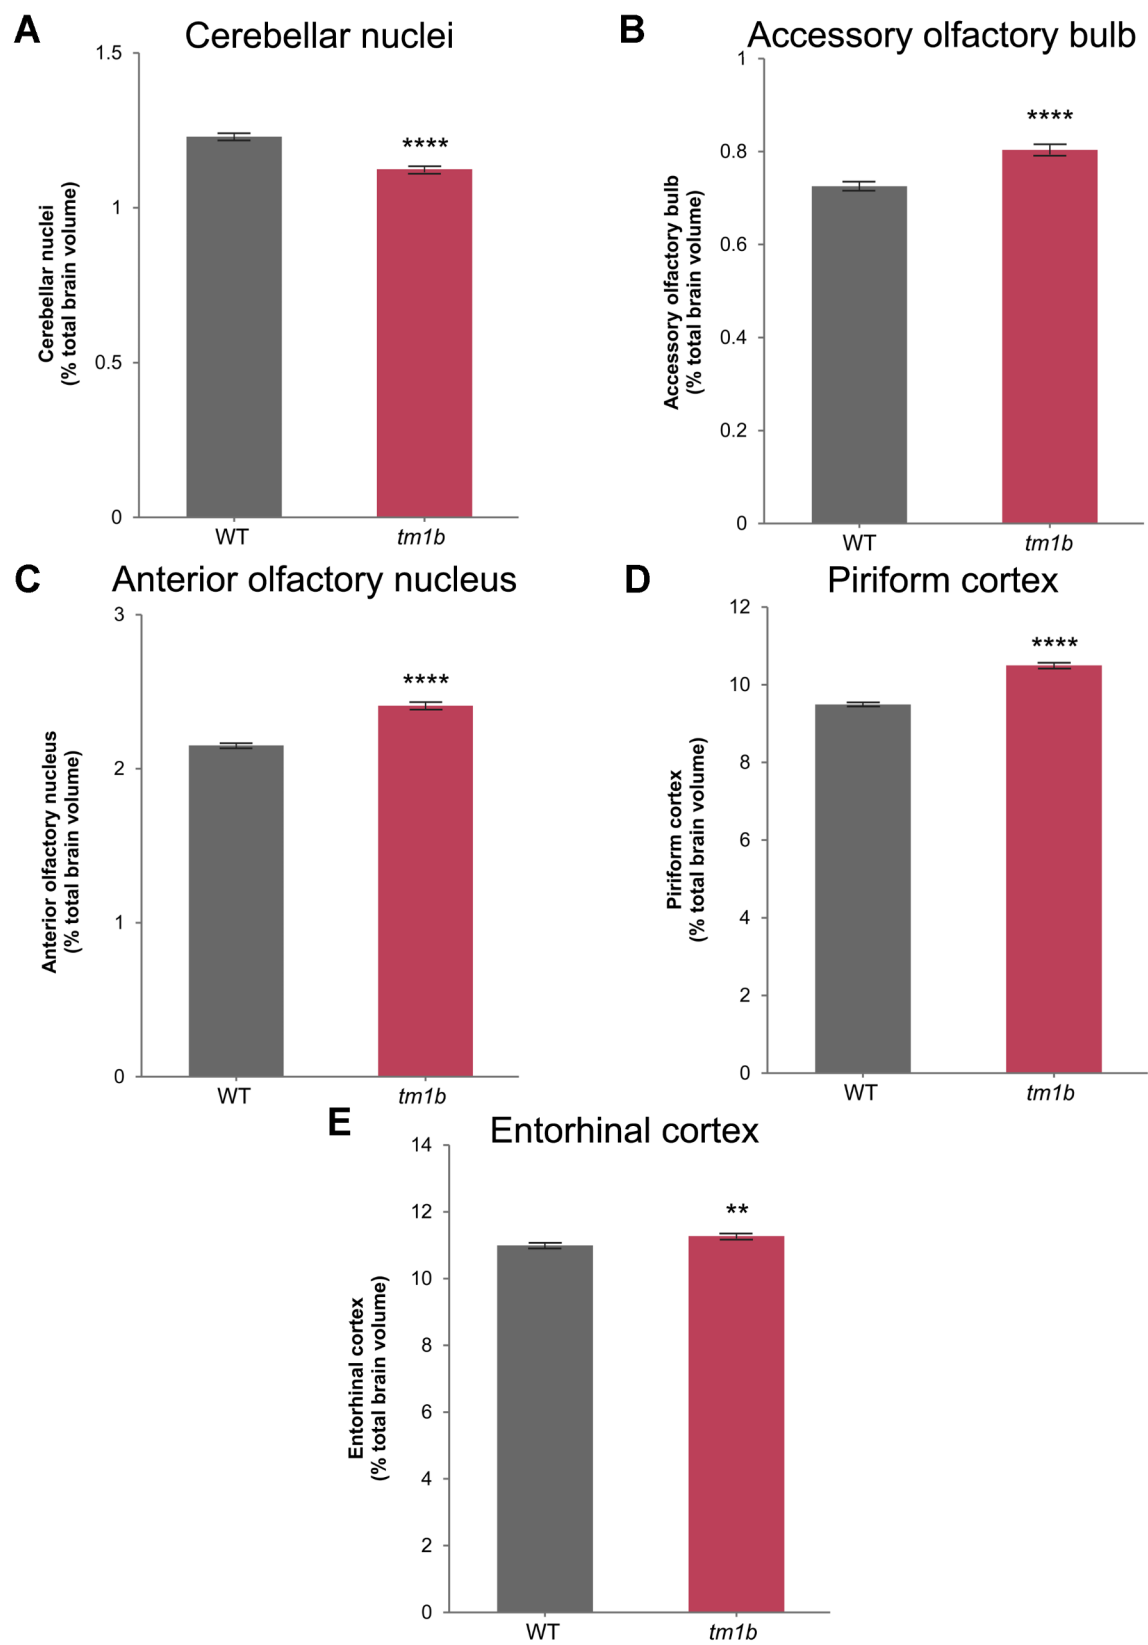 A
Cerebellar nuclei
1.5
1
0.5
0
Cerebellar nuclei
(% total brain volume)
****
WT
tm1b
B
Accessory olfactory bulb
1
0.8
0.6
0.4
0.2
0
Accessory olfactory bulb
(% total brain volume)
****
WT
tm1b
C
Anterior olfactory nucleus
3
2
1
0
Anterior olfactory nucleus
(% total brain volume)
****
WT
tm1b
D
Piriform cortex
12
10
8
6
4
2
0
Piriform cortex
(% total brain volume)
****
WT
tm1b
E
Entorhinal cortex
14
12
10
8
6
4
2
0
Entorhinal cortex
(% total brain volume)
**
WT
tm1b